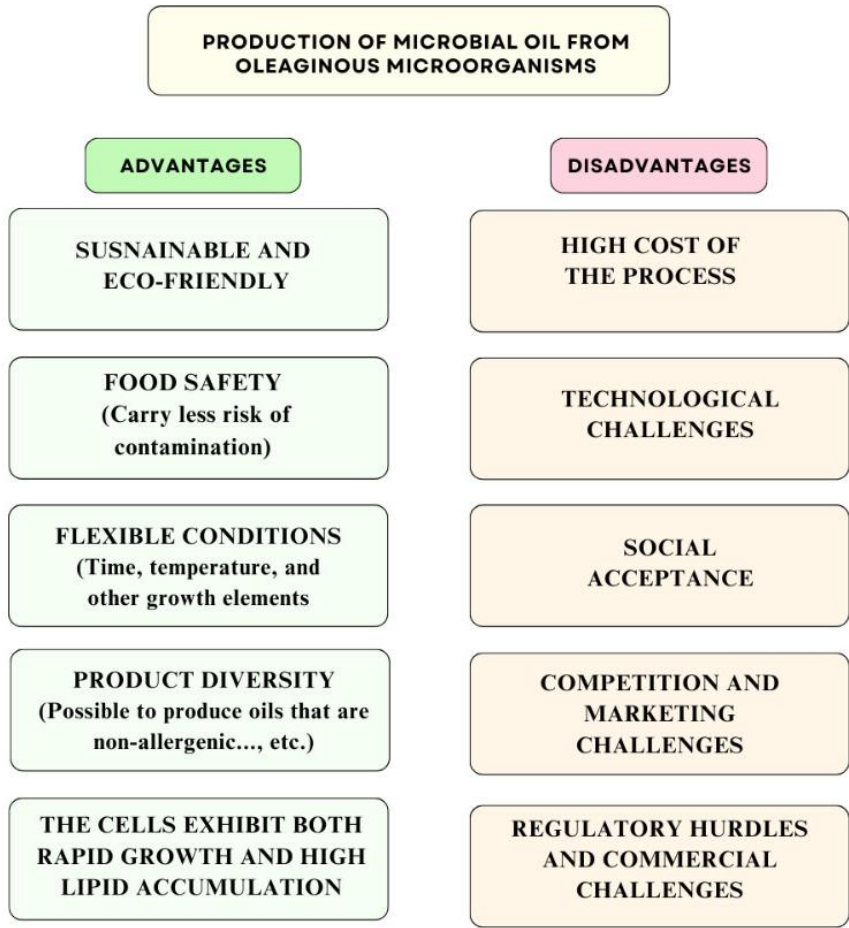 PRODUCTION OF MICROBIAL OIL FROM
OLEAGINOUS MICROORGANISMS
ADVANTAGES
SUSNAINABLE AND
ECO-FRIENDLY
FOOD SAFETY
(Carry less risk of
contamination)
FLEXIBLE CONDITIONS
(Time, temperature, and
other growth elements
PRODUCT DIVERSITY
(Possible to produce oils that are
non-allergenic..., etc.)
THE CELLS EXHIBIT BOTH
RAPID GROWTH AND HIGH
LIPID ACCUMULATION
DISADVANTAGES
HIGH COST OF
THE PROCESS
TECHNOLOGICAL
CHALLENGES
SOCIAL
ACCEPTANCE
COMPETITION AND
MARKETING
CHALLENGES
REGULATORY HURDLES
AND COMMERCIAL
CHALLENGES